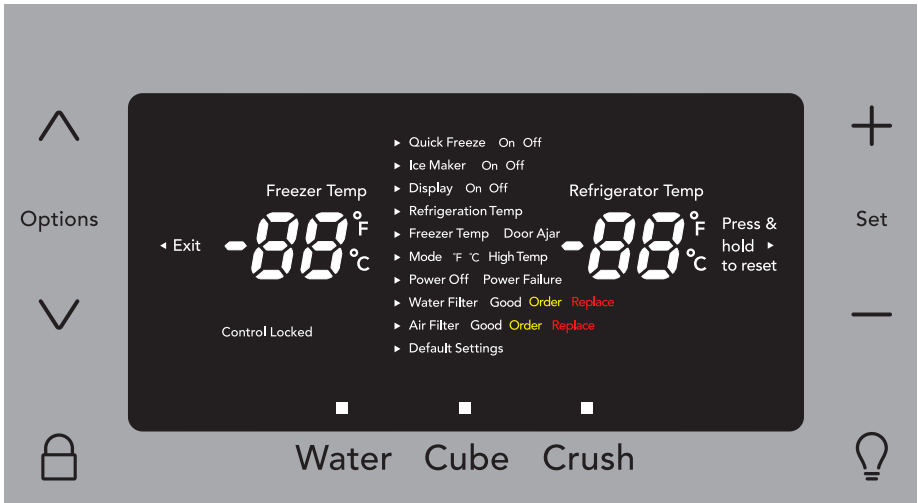 Quick Freeze On Off
Ice Maker On Off
Display On Off
Refrigeration Temp
Freezer Temp Door Ajar
Mode °F °C High Temp
Power Off Power Failure
Water Filter Good Order Replace
Air Filter Good Order Replace
Default Settings
Freezer Temp
-88 °F °C
Refrigerator Temp
-88 °F °C
Options
Exit
Control Locked
Press &
hold
to reset
Set
Water Cube Crush